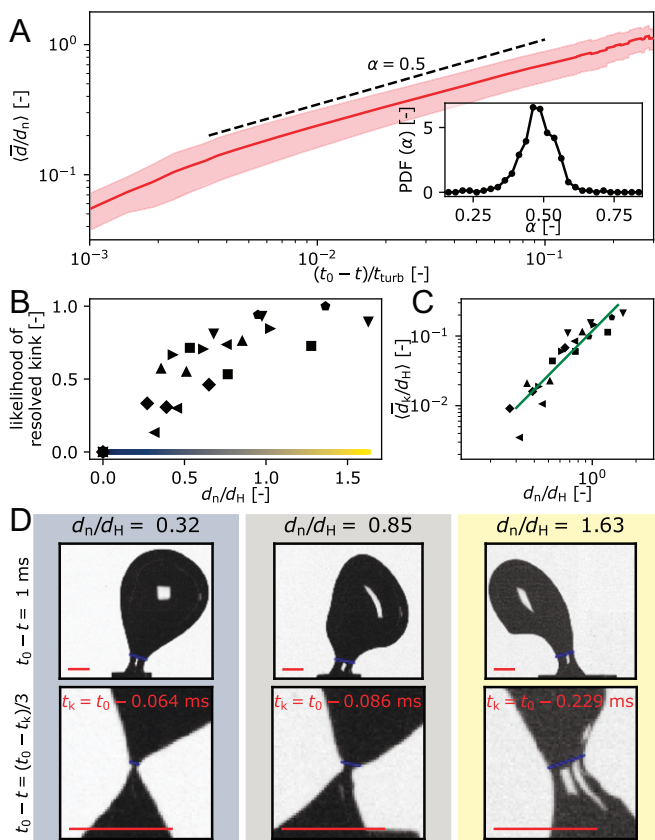 A
10⁰
10⁻¹
⟨d̅/dₙ⟩ [-]
α = 0.5
5
0
PDF (α) [-]
0.25
0.50
0.75
α [-]
10⁻³
10⁻²
10⁻¹
(t₀ − t)/t_turb [-]
B
1.0
0.5
0.0
likelihood of
resolved kink [-]
0.0
0.5
1.0
1.5
dₙ/d_H [-]
C
10⁻¹
10⁻²
⟨d̅ₖ/d_H⟩ [-]
10⁰
dₙ/d_H [-]
D
dₙ/d_H = 0.32
dₙ/d_H = 0.85
dₙ/d_H = 1.63
t₀ − t = 1 ms
t₀ − t = (t₀ − tₖ)/3
tₖ = t₀ − 0.064 ms
tₖ = t₀ − 0.086 ms
tₖ = t₀ − 0.229 ms